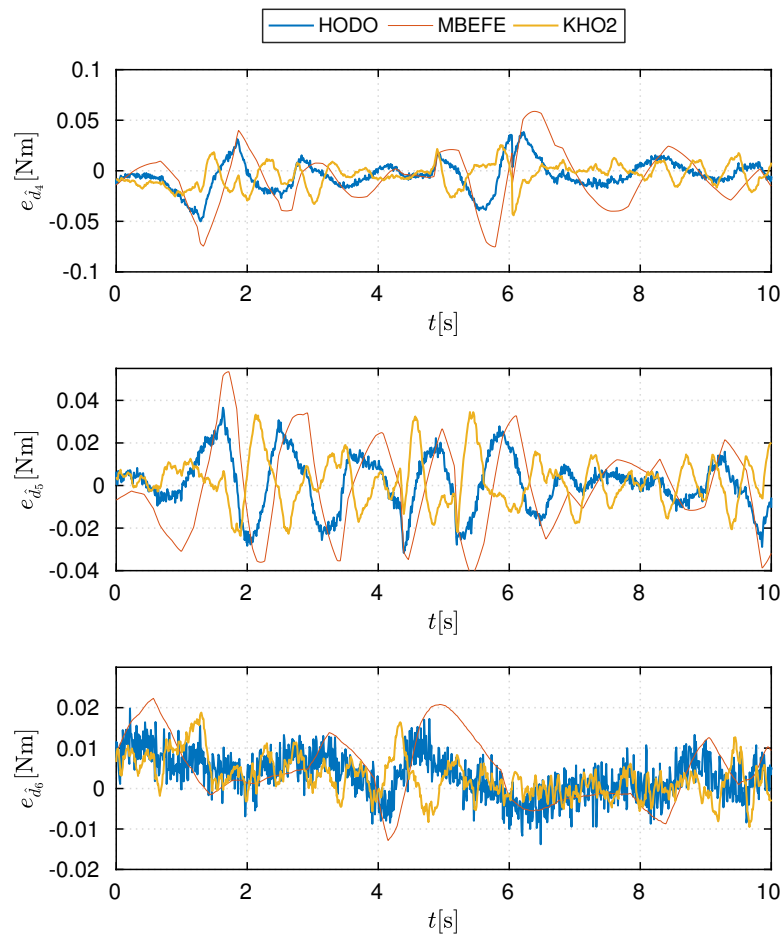 HODO MBEFE KHO2
0.1
0.05
0
-0.05
-0.1
e_{\hat{d}_4}[Nm]
0 2 4 6 8 10
t[s]
0.04
0.02
0
-0.02
-0.04
e_{\hat{d}_5}[Nm]
0 2 4 6 8 10
t[s]
0.02
0.01
0
-0.01
-0.02
e_{\hat{d}_6}[Nm]
0 2 4 6 8 10
t[s]